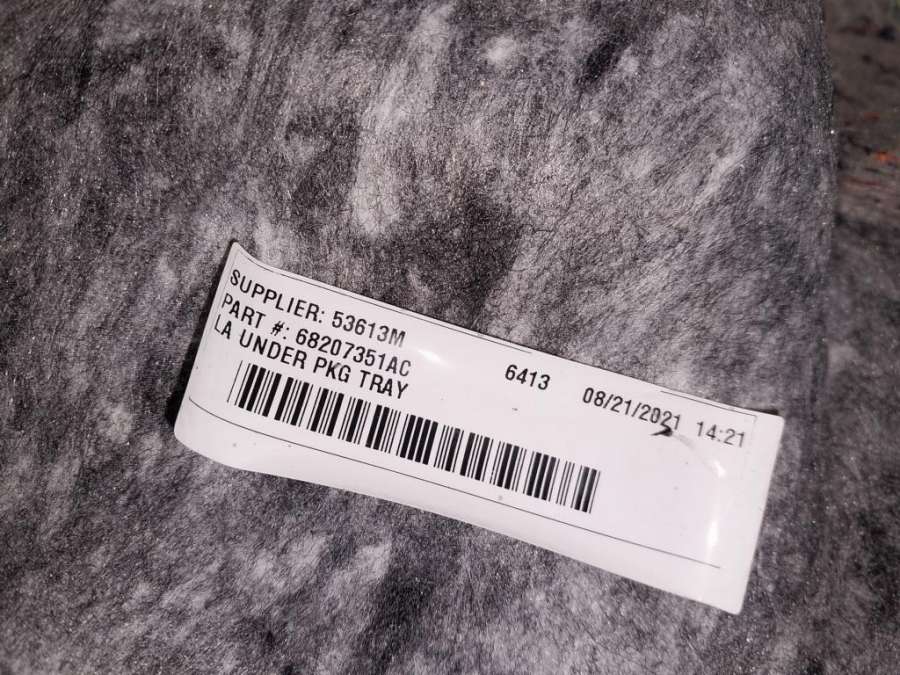 SUPPLIER: 53613M
PART #: 68207351AC 6413 08/21/2021 14:21
LA UNDER PKG TRAY